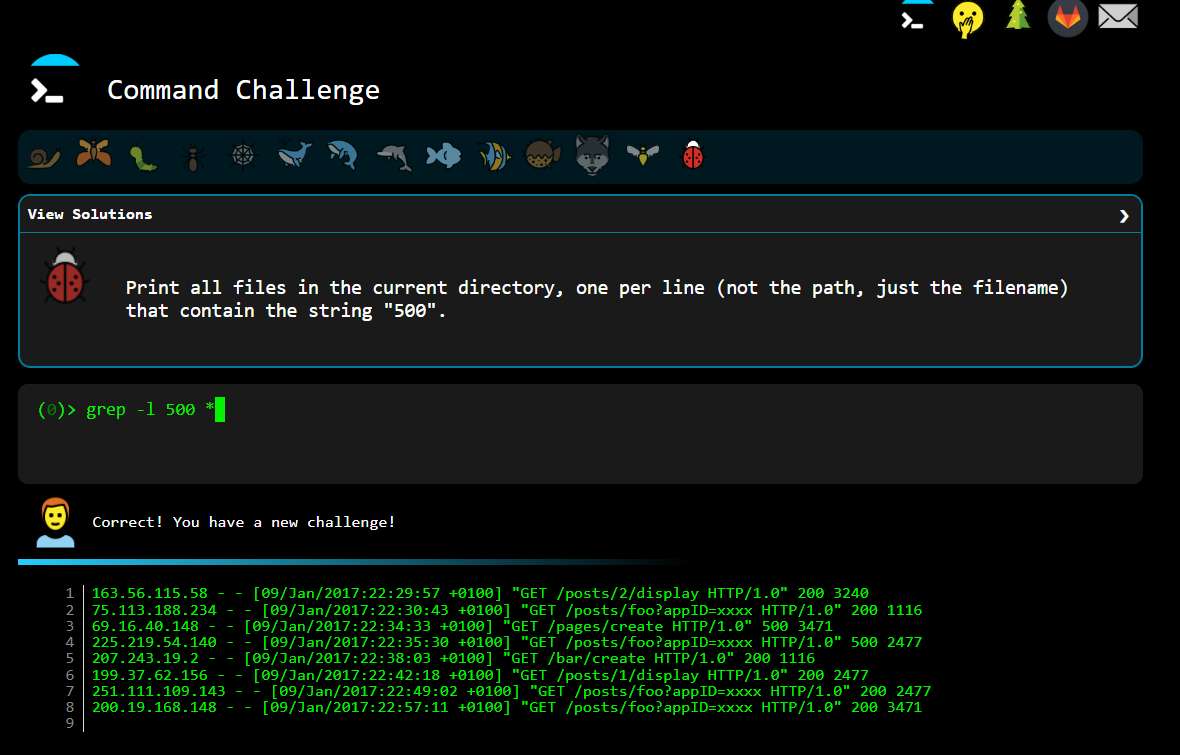 Command Challenge
View Solutions
Print all files in the current directory, one per line (not the path, just the filename)
that contain the string "500".
(0)> grep -l 500 *
Correct! You have a new challenge!
1 163.56.115.58 - - [09/Jan/2017:22:29:57 +0100] "GET /posts/2/display HTTP/1.0" 200 3240
2 75.113.188.234 - - [09/Jan/2017:22:30:43 +0100] "GET /posts/foo?appID=xxxx HTTP/1.0" 200 1116
3 69.16.40.148 - - [09/Jan/2017:22:34:33 +0100] "GET /pages/create HTTP/1.0" 500 3471
4 225.219.54.140 - - [09/Jan/2017:22:35:30 +0100] "GET /posts/foo?appID=xxxx HTTP/1.0" 500 2477
5 207.243.19.2 - - [09/Jan/2017:22:38:03 +0100] "GET /bar/create HTTP/1.0" 200 1116
6 199.37.62.156 - - [09/Jan/2017:22:42:18 +0100] "GET /posts/1/display HTTP/1.0" 200 2477
7 251.111.109.143 - - [09/Jan/2017:22:49:02 +0100] "GET /posts/foo?appID=xxxx HTTP/1.0" 200 2477
8 200.19.168.148 - - [09/Jan/2017:22:57:11 +0100] "GET /posts/foo?appID=xxxx HTTP/1.0" 200 3471
9